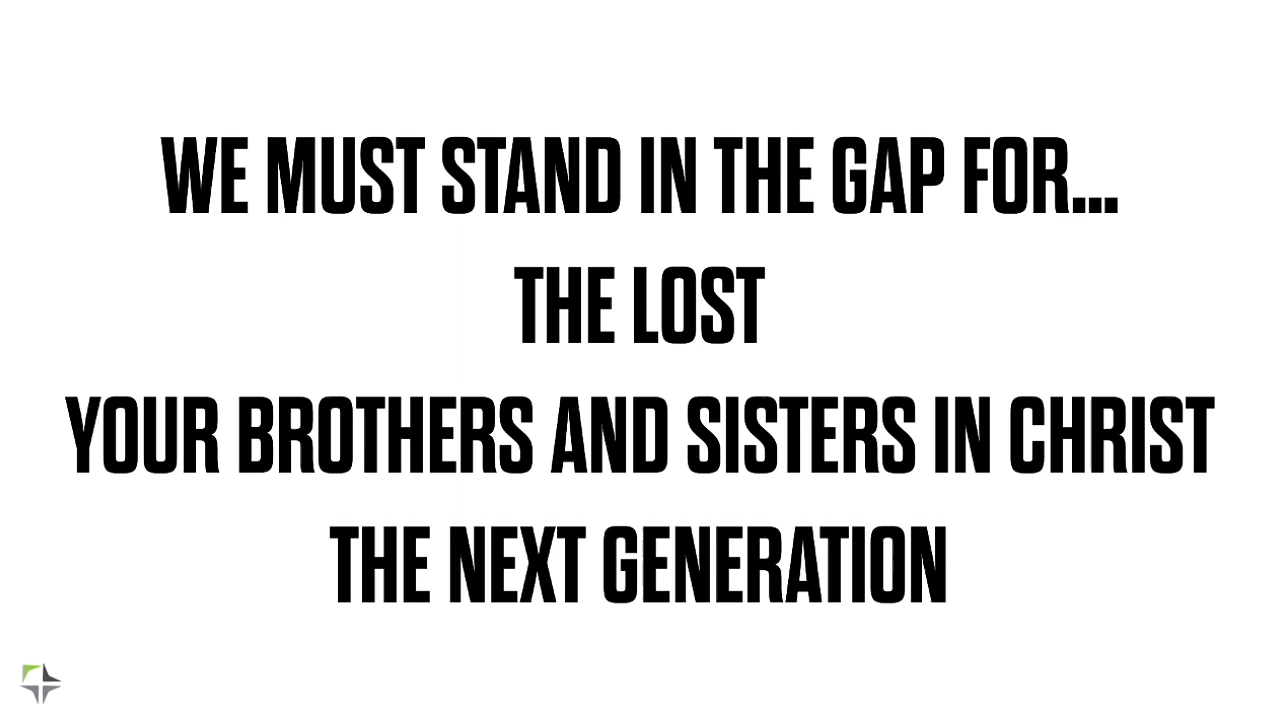 WE MUST STAND IN THE GAP FOR...
THE LOST
YOUR BROTHERS AND SISTERS IN CHRIST
THE NEXT GENERATION